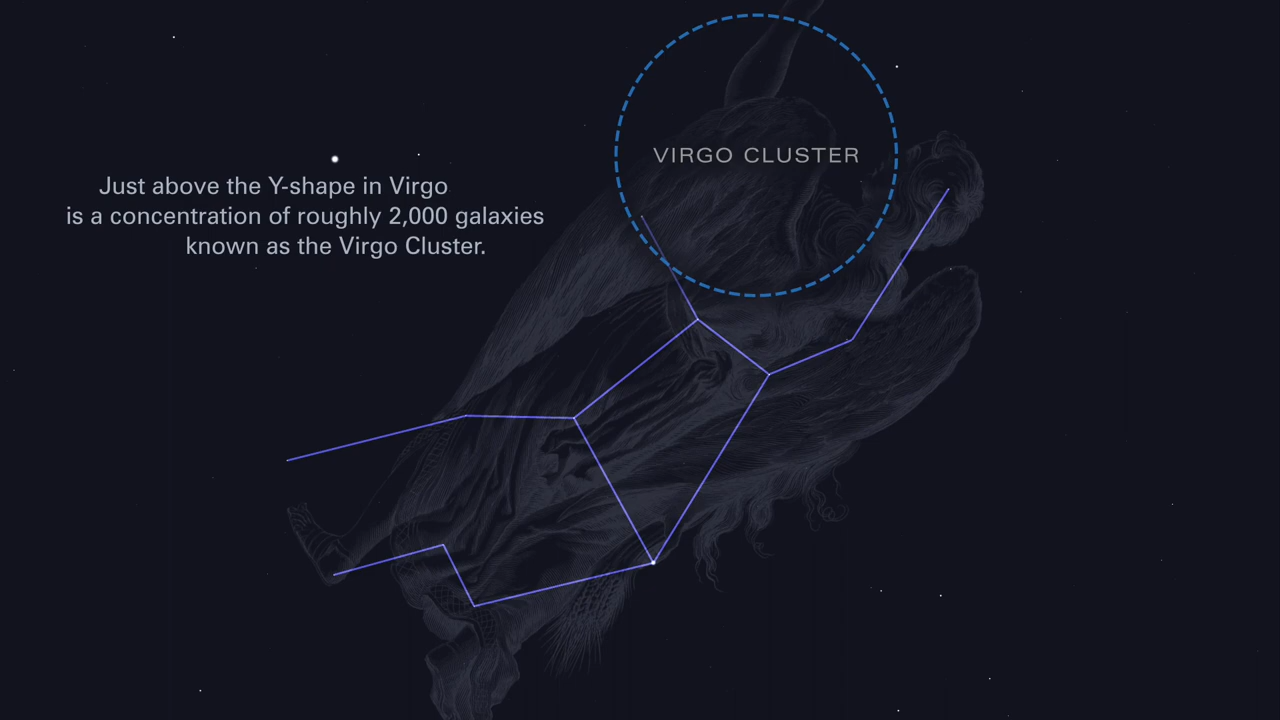 VIRGO CLUSTER
Just above the Y-shape in Virgo
is a concentration of roughly 2,000 galaxies
known as the Virgo Cluster.